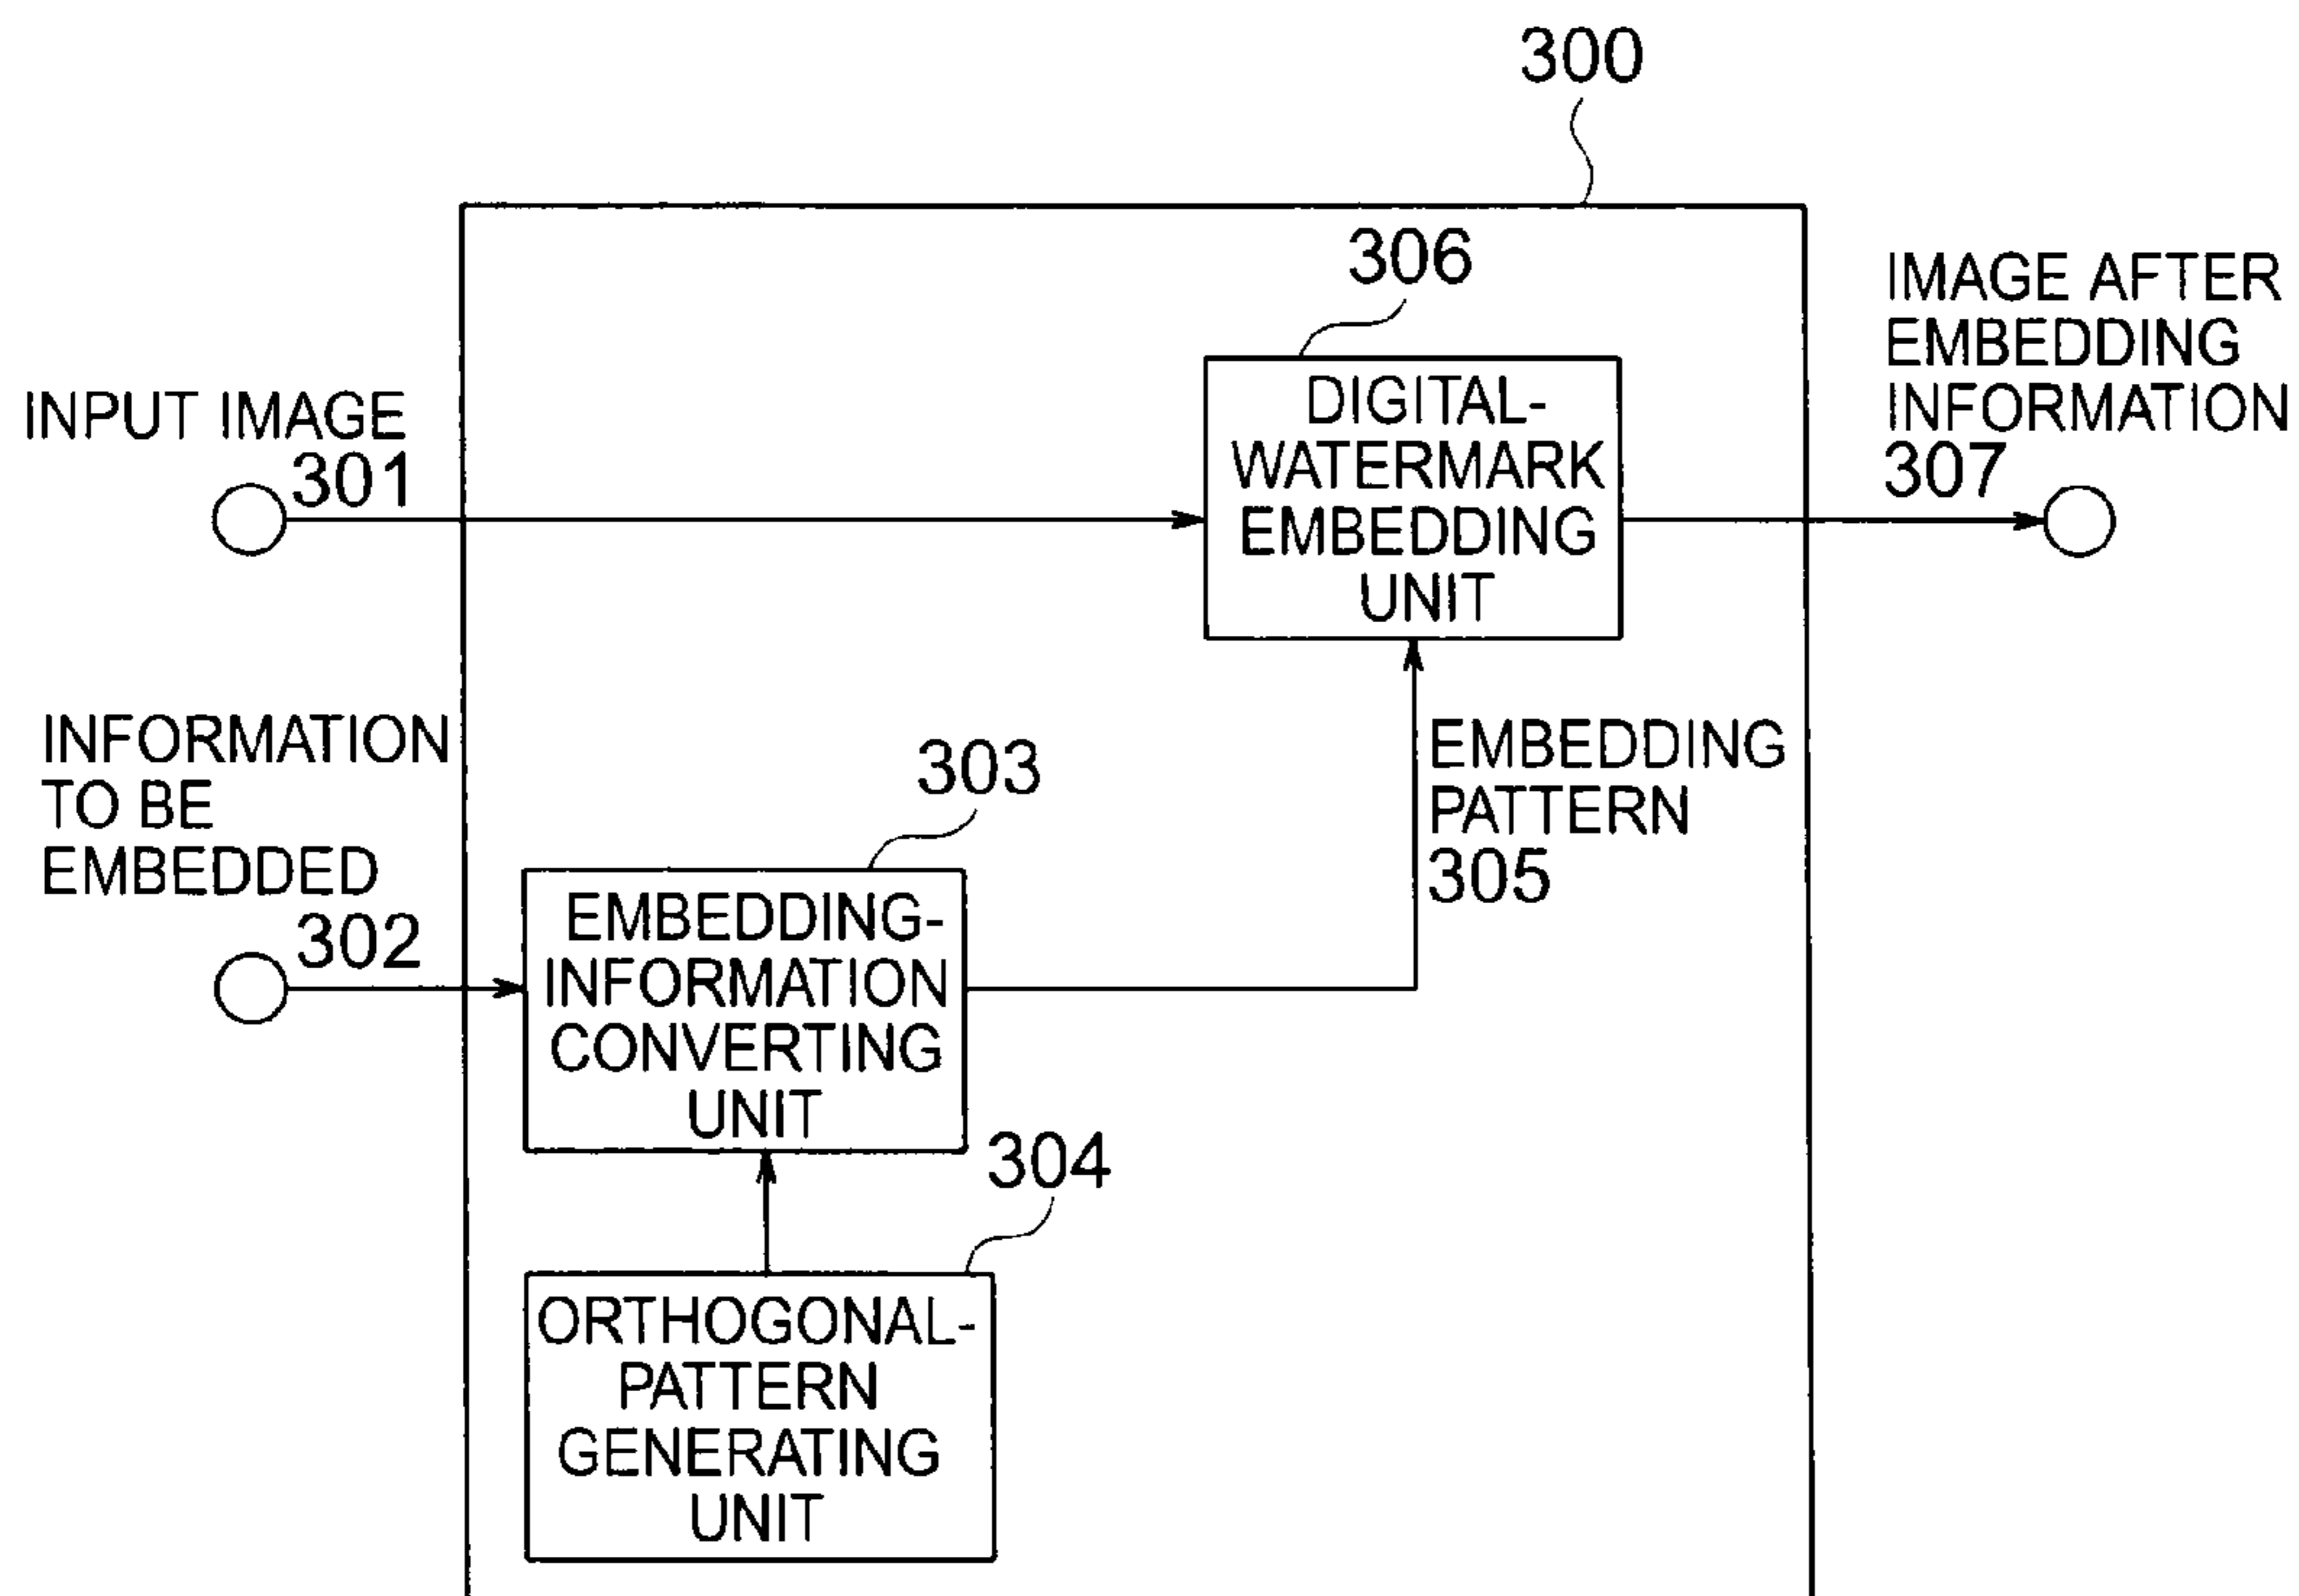 300
306
IMAGE AFTER
EMBEDDING
INFORMATION
307
INPUT IMAGE
301
DIGITAL-
WATERMARK
EMBEDDING
UNIT
INFORMATION
TO BE
EMBEDDED
302
303
EMBEDDING
PATTERN
305
EMBEDDING-
INFORMATION
CONVERTING
UNIT
304
ORTHOGONAL-
PATTERN
GENERATING
UNIT